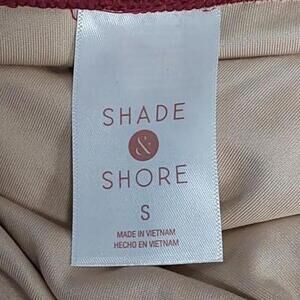 SHADE
&
SHORE
S
MADE IN VIETNAM
HECHO EN VIETNAM